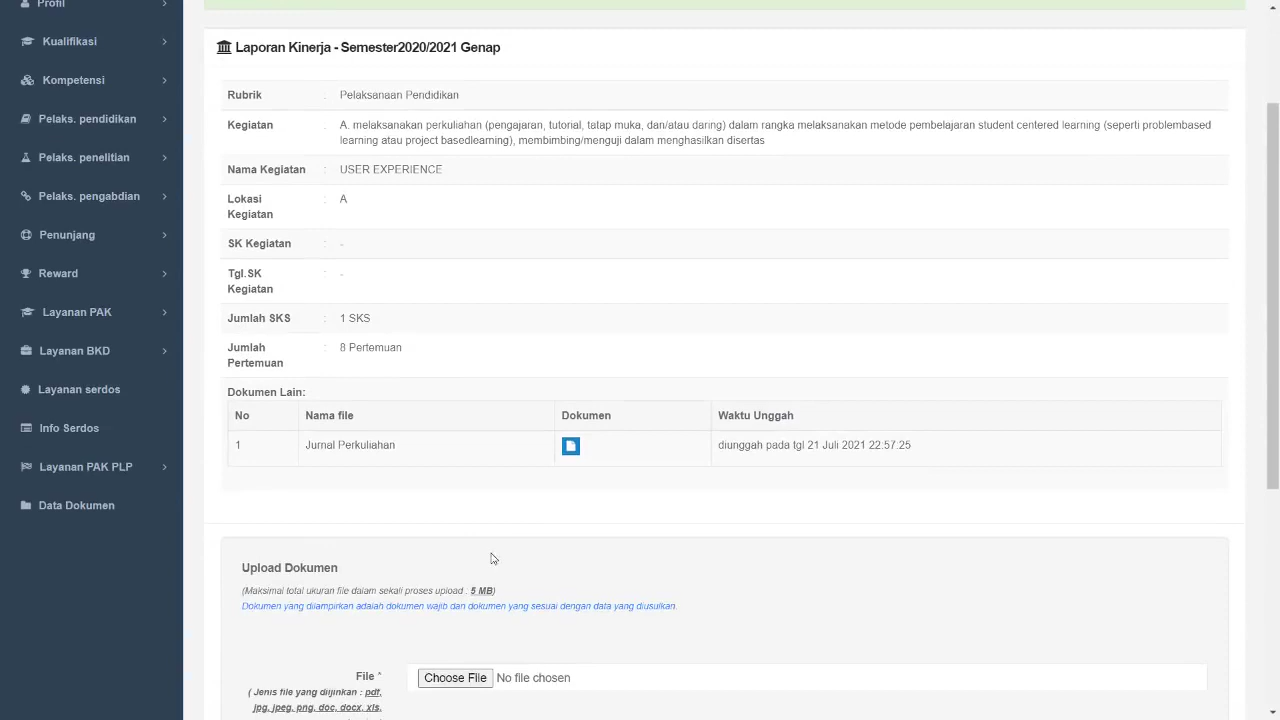 Profil
Kualifikasi
Kompetensi
Pelaks. pendidikan
Pelaks. penelitian
Pelaks. pengabdian
Penunjang
Reward
Layanan PAK
Layanan BKD
Layanan serdos
Info Serdos
Layanan PAK PLP
Data Dokumen
Laporan Kinerja - Semester2020/2021 Genap
Rubrik : Pelaksanaan Pendidikan
Kegiatan : A. melaksanakan perkuliahan (pengajaran, tutorial, tatap muka, dan/atau daring) dalam rangka melaksanakan metode pembelajaran student centered learning (seperti problembased
learning atau project basedlearning), membimbing/menguji dalam menghasilkan disertas
Nama Kegiatan : USER EXPERIENCE
Lokasi : A
Kegiatan
SK Kegiatan : -
Tgl.SK : -
Kegiatan
Jumlah SKS : 1 SKS
Jumlah : 8 Pertemuan
Pertemuan
Dokumen Lain:
No Nama file Dokumen Waktu Unggah
1 Jurnal Perkuliahan diunggah pada tgl 21 Juli 2021 22:57.25
Upload Dokumen
(Maksimal total ukuran file dalam sekali proses upload : 5 MB)
Dokumen yang dilampirkan adalah dokumen wajib dan dokumen yang sesuai dengan data yang diusulkan.
File * Choose File No file chosen
( Jenis file yang diijinkan : pdf,
jpg, jpeg, png, doc, docx, xls,